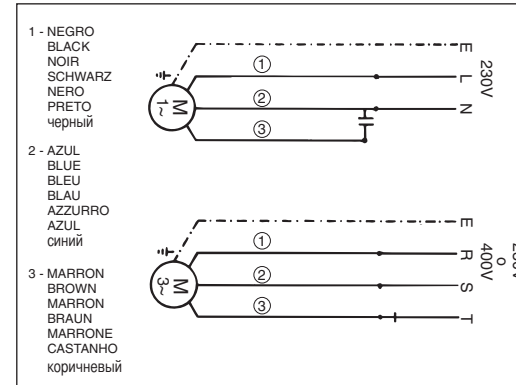 1 - NEGRO
BLACK
NOIR
SCHWARZ
NERO
PRETO
черный
2 - AZUL
BLUE
BLEU
BLAU
AZZURRO
AZUL
синий
3 - MARRON
BROWN
MARRON
BRAUN
MARRONE
CASTANHO
коричневый
M
1~
1
2
3
E
L
N
230V
M
3~
1
2
3
E
R
S
T
o
400V